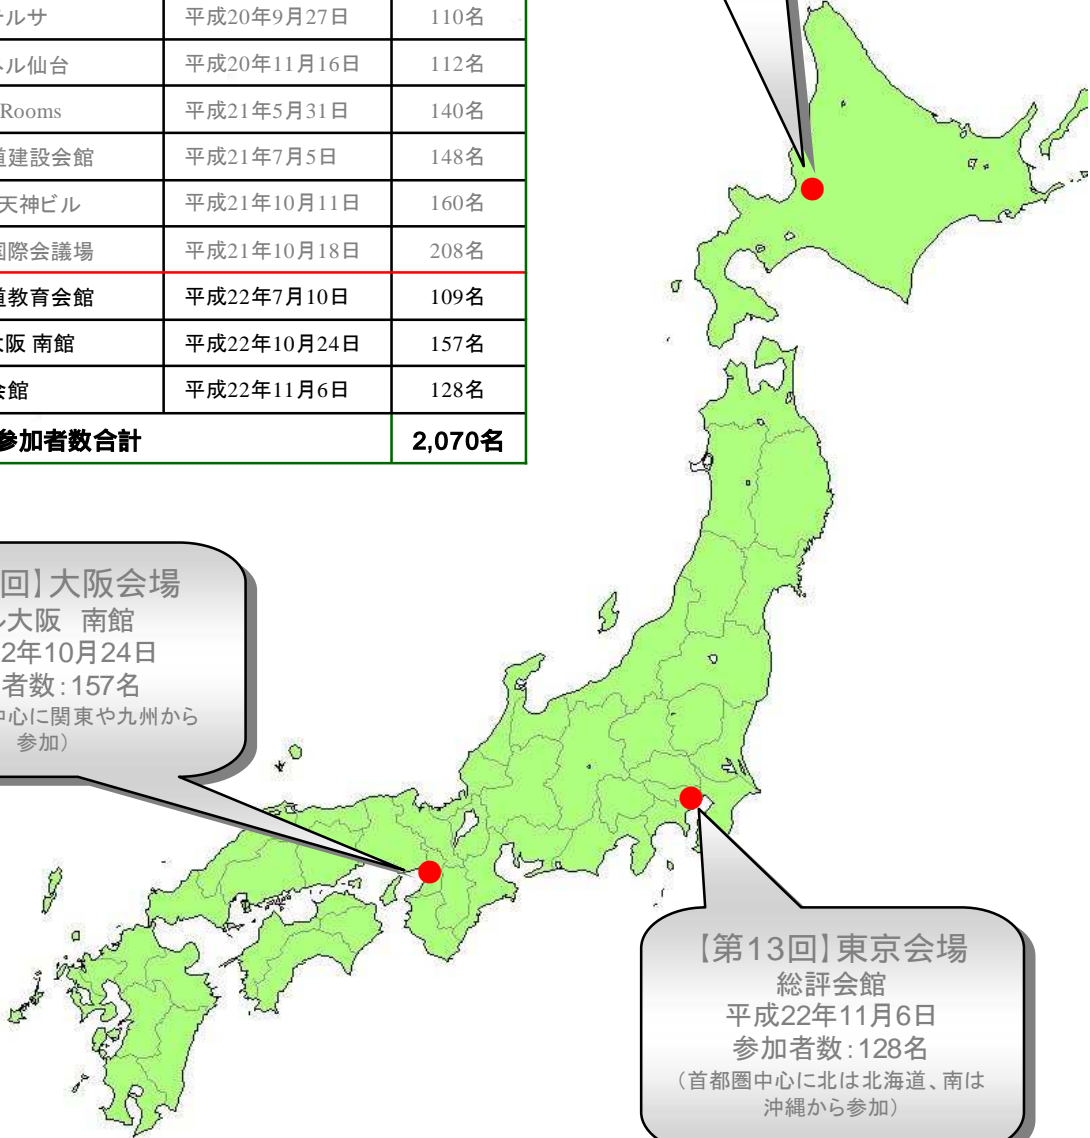 テルサ 平成20年9月27日 110名
ル仙台 平成20年11月16日 112名
Rooms 平成21年5月31日 140名
道建設会館 平成21年7月5日 148名
天神ビル 平成21年10月11日 160名
国際会議場 平成21年10月18日 208名
道教育会館 平成22年7月10日 109名
大阪 南館 平成22年10月24日 157名
会館 平成22年11月6日 128名
参加者数合計 2,070名
回】大阪会場
ル大阪 南館
2年10月24日
者数：157名
中心に関東や九州から
参加）
【第13回】東京会場
総評会館
平成22年11月6日
参加者数：128名
（首都圏中心に北は北海道、南は
沖縄から参加）